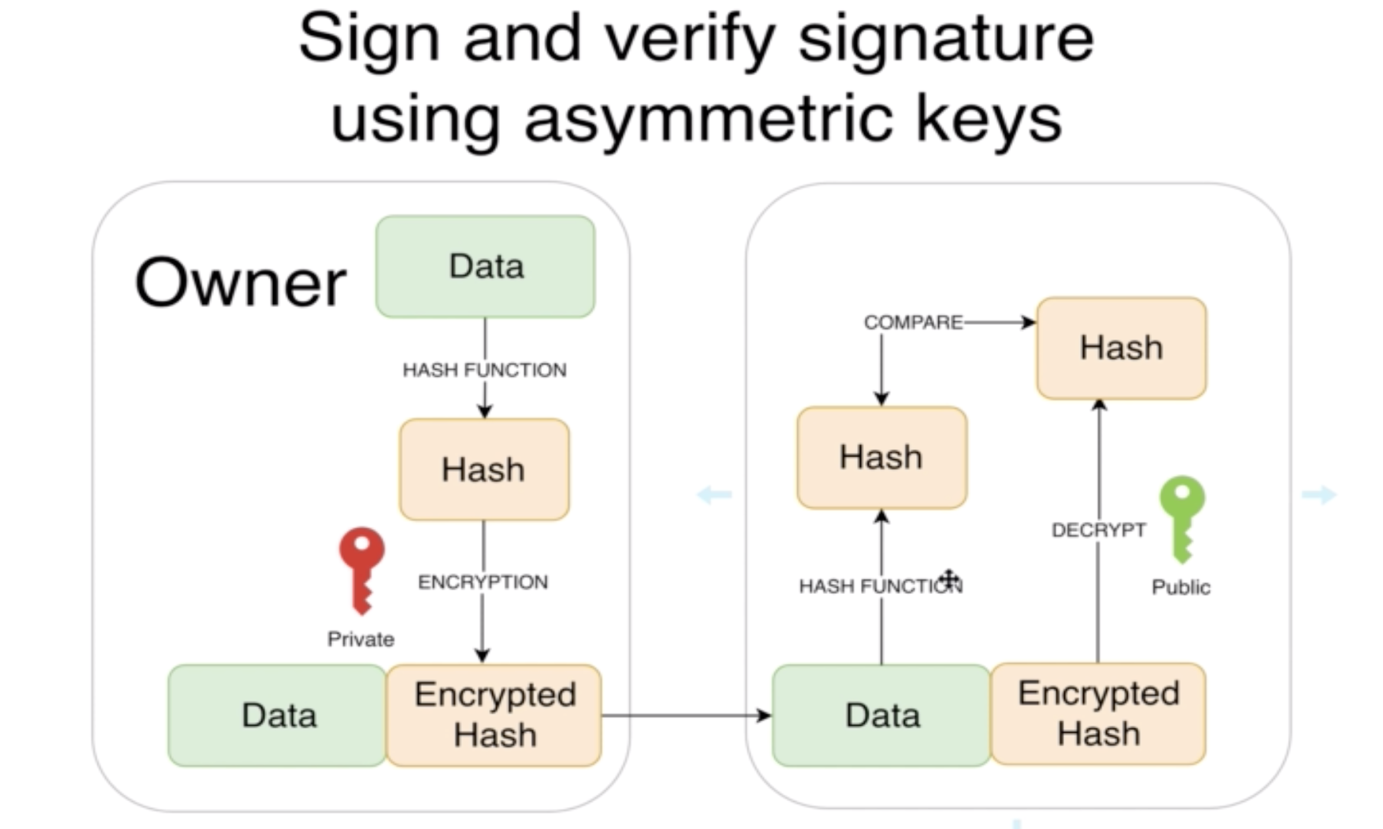 Sign and verify signature
using asymmetric keys
Owner
Data
HASH FUNCTION
Hash
ENCRYPTION
Private
Data
Encrypted
Hash
COMPARE
Hash
Hash
DECRYPT
HASH FUNCTION
Public
Data
Encrypted
Hash